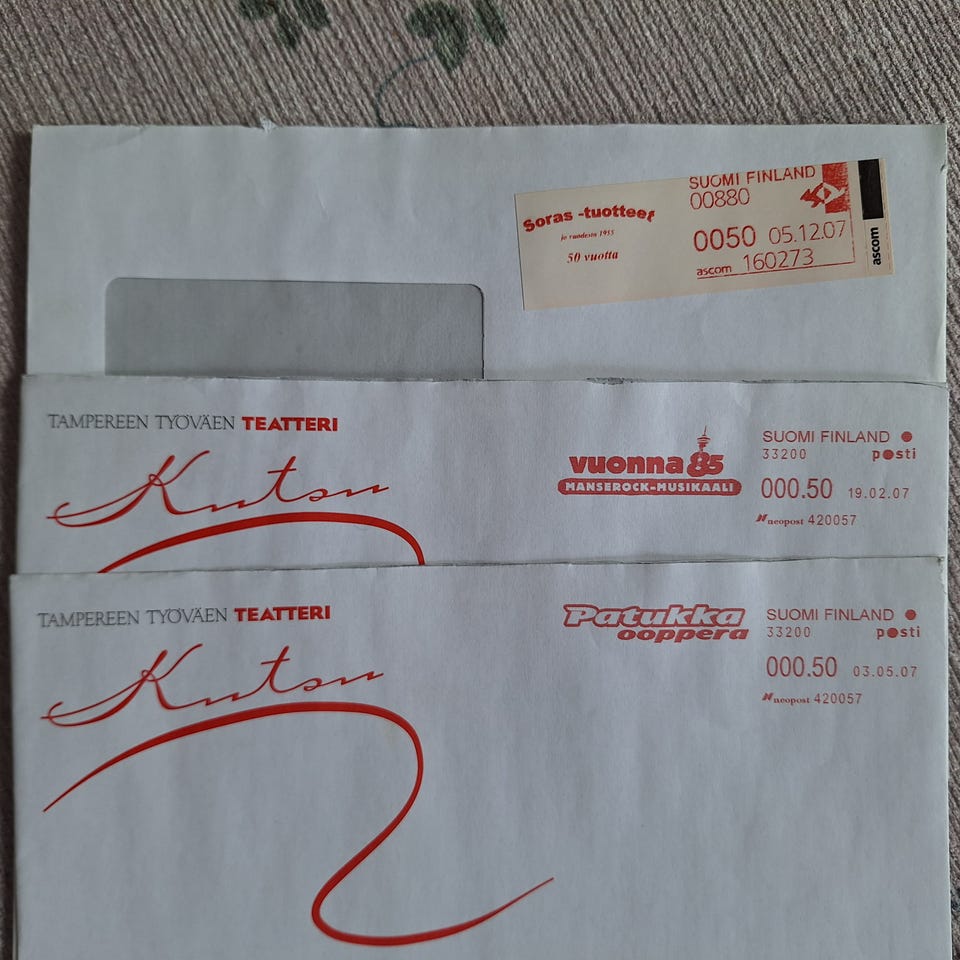 Soras -tuotteet
jo vuodesta 1955
50 vuotta
SUOMI FINLAND
00880
0050 05.12.07
ascom 160273
ascom
TAMPEREEN TYÖVÄEN TEATTERI
Kutsu
vuonna 85
MANSEROCK-MUSIKAALI
SUOMI FINLAND
33200 posti
000.50 19.02.07
neopost 420057
TAMPEREEN TYÖVÄEN TEATTERI
Kutsu
Patukka
ooppera
SUOMI FINLAND
33200 posti
000.50 03.05.07
neopost 420057